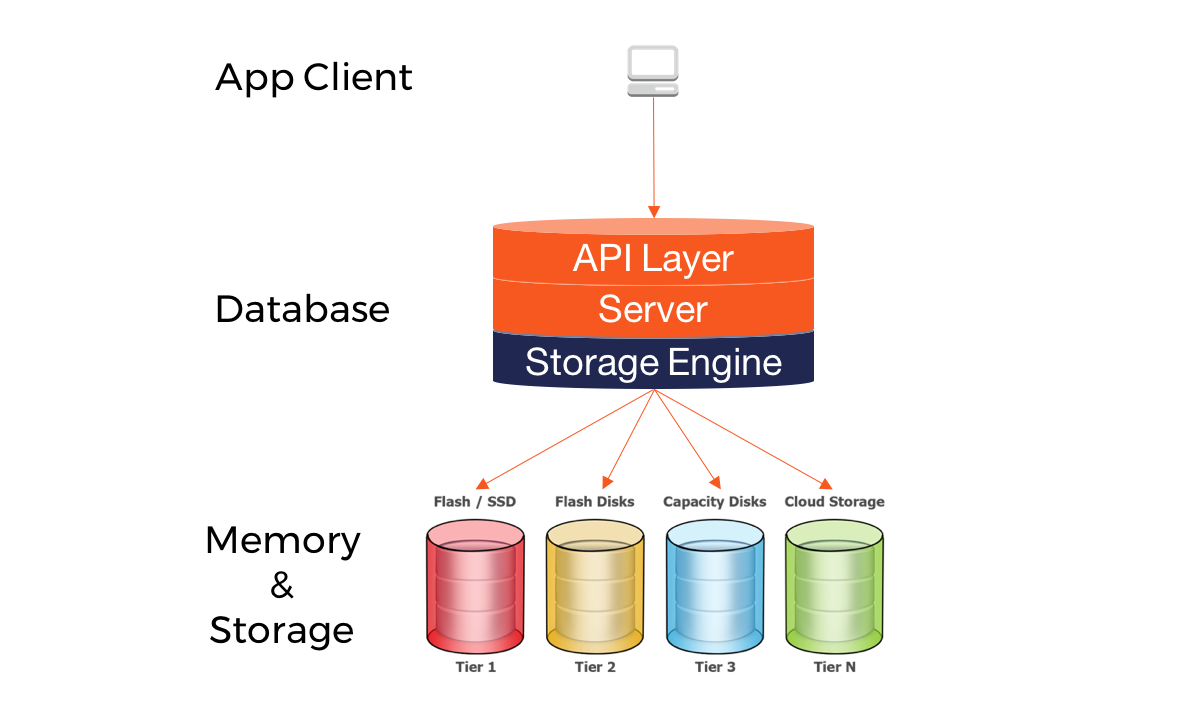 App Client
API Layer
Database
Server
Storage Engine
Flash / SSD
Flash Disks
Capacity Disks
Cloud Storage
Memory
&
Storage
Tier 1
Tier 2
Tier 3
Tier N